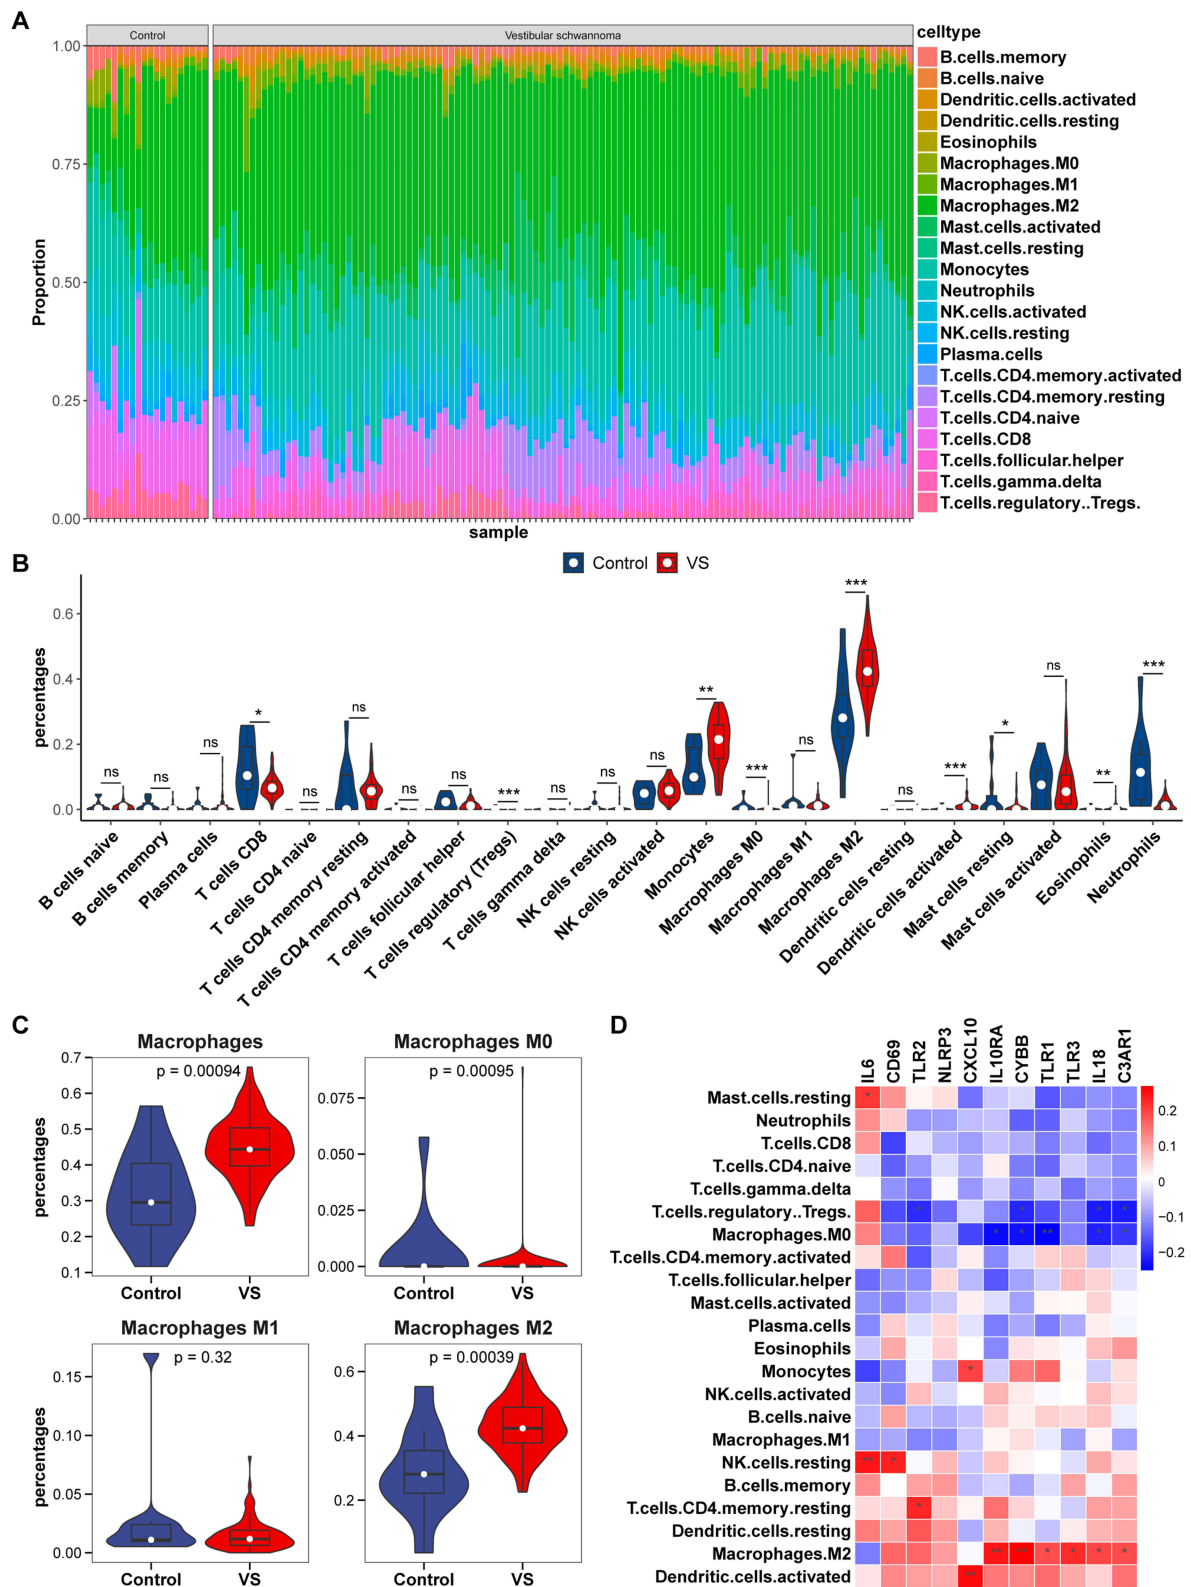 A
Control
Vestibular schwannoma
1.00
0.75
0.50
0.25
0.00
Proportion
sample
celltype
B.cells.memory
B.cells.naive
Dendritic.cells.activated
Dendritic.cells.resting
Eosinophils
Macrophages.M0
Macrophages.M1
Macrophages.M2
Mast.cells.activated
Mast.cells.resting
Monocytes
Neutrophils
NK.cells.activated
NK.cells.resting
Plasma.cells
T.cells.CD4.memory.activated
T.cells.CD4.memory.resting
T.cells.CD4.naive
T.cells.CD8
T.cells.follicular.helper
T.cells.gamma.delta
T.cells.regulatory..Tregs.
B
Control VS
percentages
0.6
0.4
0.2
0.0
ns ns ns * ns ns ns ns *** ns ns ns ** *** ns *** ns *** * ns ** ***
B cells naive
B cells memory
Plasma cells
T cells CD8
T cells CD4 naive
T cells CD4 memory resting
T cells CD4 memory activated
T cells follicular helper
T cells regulatory (Tregs)
T cells gamma delta
NK cells resting
NK cells activated
Monocytes
Macrophages M0
Macrophages M1
Macrophages M2
Dendritic cells resting
Dendritic cells activated
Mast cells resting
Mast cells activated
Eosinophils
Neutrophils
C
Macrophages
p = 0.00094
percentages
0.7
0.6
0.5
0.4
0.3
0.2
0.1
Control VS
Macrophages M0
p = 0.00095
0.075
0.050
0.025
0.000
Control VS
Macrophages M1
p = 0.32
percentages
0.15
0.10
0.05
0.00
Control VS
Macrophages M2
p = 0.00039
0.6
0.4
0.2
Control VS
D
IL6
CD69
TLR2
NLRP3
CXCL10
IL10RA
CYBB
TLR1
TLR3
IL18
C3AR1
Mast.cells.resting *
Neutrophils
T.cells.CD8
T.cells.CD4.naive
T.cells.gamma.delta
T.cells.regulatory..Tregs. * * * *
Macrophages.M0 * * ** * *
T.cells.CD4.memory.activated
T.cells.follicular.helper
Mast.cells.activated
Plasma.cells
Eosinophils
Monocytes *
NK.cells.activated
B.cells.naive
Macrophages.M1
NK.cells.resting ** *
B.cells.memory
T.cells.CD4.memory.resting *
Dendritic.cells.resting
Macrophages.M2 ** ** * * * *
Dendritic.cells.activated **
0.2
0.1
0
−0.1
−0.2